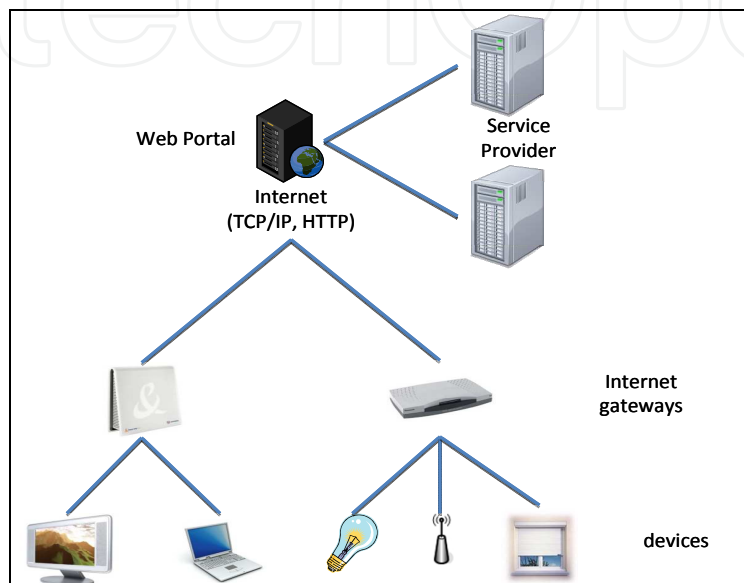 Web Portal
Service
Provider
Internet
(TCP/IP, HTTP)
Internet
gateways
devices